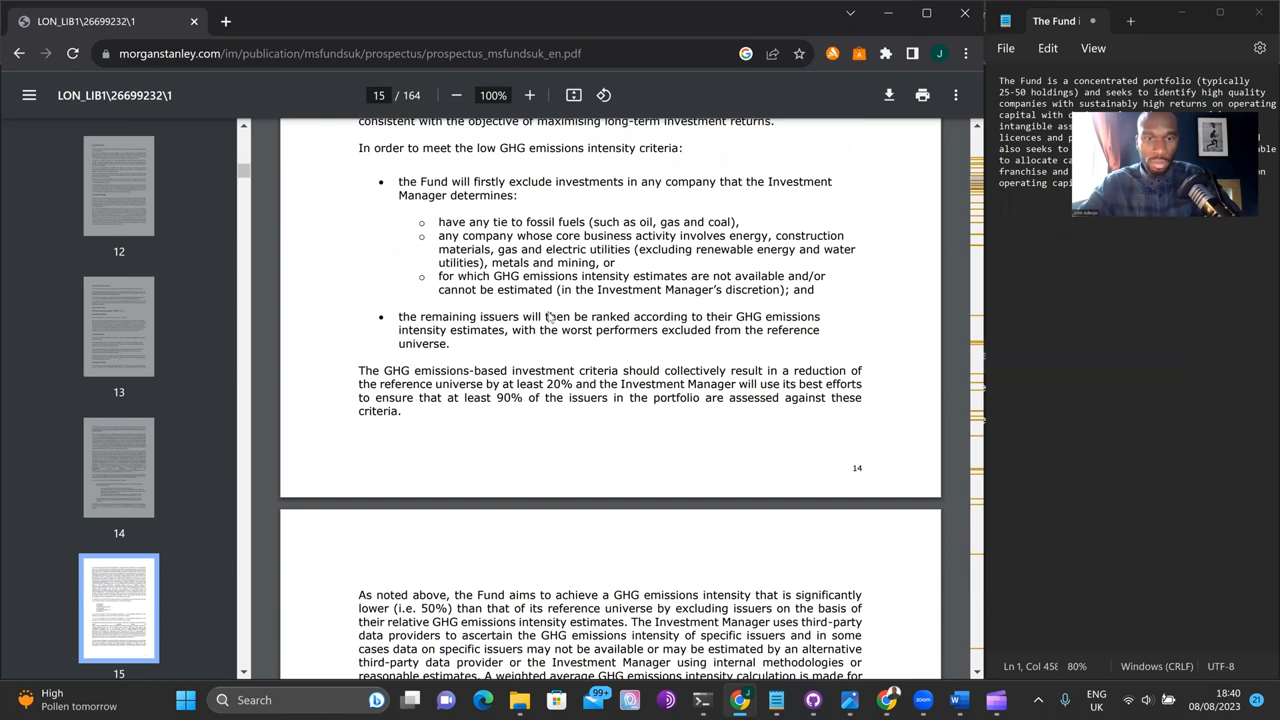 LON_LIB1\26699232\1
The Fund i
morganstanley.com/im/publication/msfundsuk/prospectus/prospectus_msfundsuk_en.pdf
J
File
Edit
View
LON_LIB1\26699232\1
15 / 164
100%
The Fund is a concentrated portfolio (typically
25-50 holdings) and seeks to identify high quality
companies with sustainably high returns on operating
capital with
intangible ass
licences and
also seeks to
to allocate ca
franchise and
operating capi
John Adeojo
12
13
14
15
consistent with the objective of maximising long-term investment returns.
In order to meet the low GHG emissions intensity criteria:
• the Fund will firstly exclude investments in any company that the Investment
Manager determines:
o has any tie to fossil fuels (such as oil, gas and coal),
o any company those core business activity involves energy, construction
materials, gas and electric utilities (excluding renewable energy and water
utilities), metals and mining, or
o for which GHG emissions intensity estimates are not available and/or
cannot be estimated (in the Investment Manager's discretion); and
• the remaining issuers will then be ranked according to their GHG emissions
intensity estimates, with the worst performers excluded from the reference
universe.
The GHG emissions-based investment criteria should collectively result in a reduction of
the reference universe by at least 20% and the Investment Manager will use its best efforts
to ensure that at least 90% of the issuers in the portfolio are assessed against these
criteria.
14
As noted above, the Fund aims to achieve a GHG emissions intensity that is significantly
lower (i.e. 50%) than that of its reference universe by excluding issuers on the basis of
their relative GHG emissions intensity estimates. The Investment Manager uses third-party
data providers to ascertain the GHG emissions intensity of specific issuers and in some
cases data on specific issuers may not be available or may be estimated by an alternative
third-party data provider or the Investment Manager using internal methodologies or
Ln 1, Col 458
80%
Windows (CRLF)
UTF-8
High
Pollen tomorrow
Search
99+
zoom
ENG
UK
18:40
08/08/2023
21